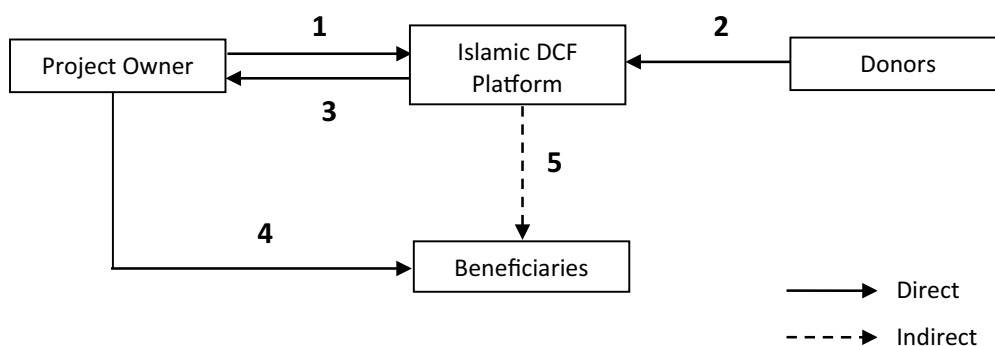 1
2
Project Owner
Islamic DCF
Platform
Donors
3
5
4
Beneficiaries
Direct
Indirect